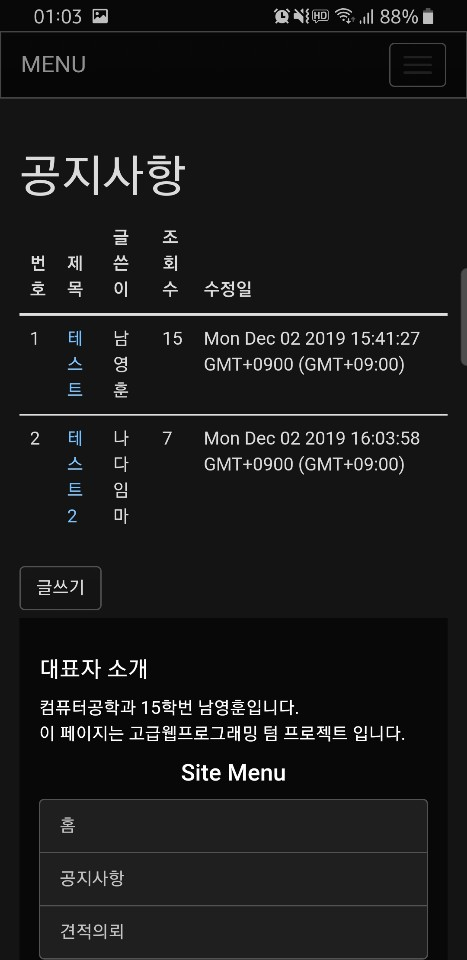 01:03 HD 88%
MENU
공지사항
번호 제목 글쓴이 조회수 수정일
1 테스트 남영훈 15 Mon Dec 02 2019 15:41:27
GMT+0900 (GMT+09:00)
2 테스트2 나다임마 7 Mon Dec 02 2019 16:03:58
GMT+0900 (GMT+09:00)
글쓰기
대표자 소개
컴퓨터공학과 15학번 남영훈입니다.
이 페이지는 고급웹프로그래밍 텀 프로젝트 입니다.
Site Menu
홈
공지사항
견적의뢰